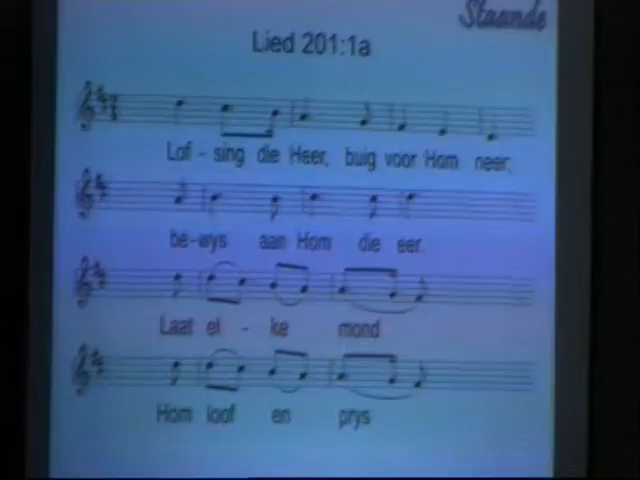 Staande
Lied 201:1a
Lof - sing die Heer, buig voor Hom neer,
be-wys aan Hom die eer.
Laat el - ke mond
Hom loof en prys